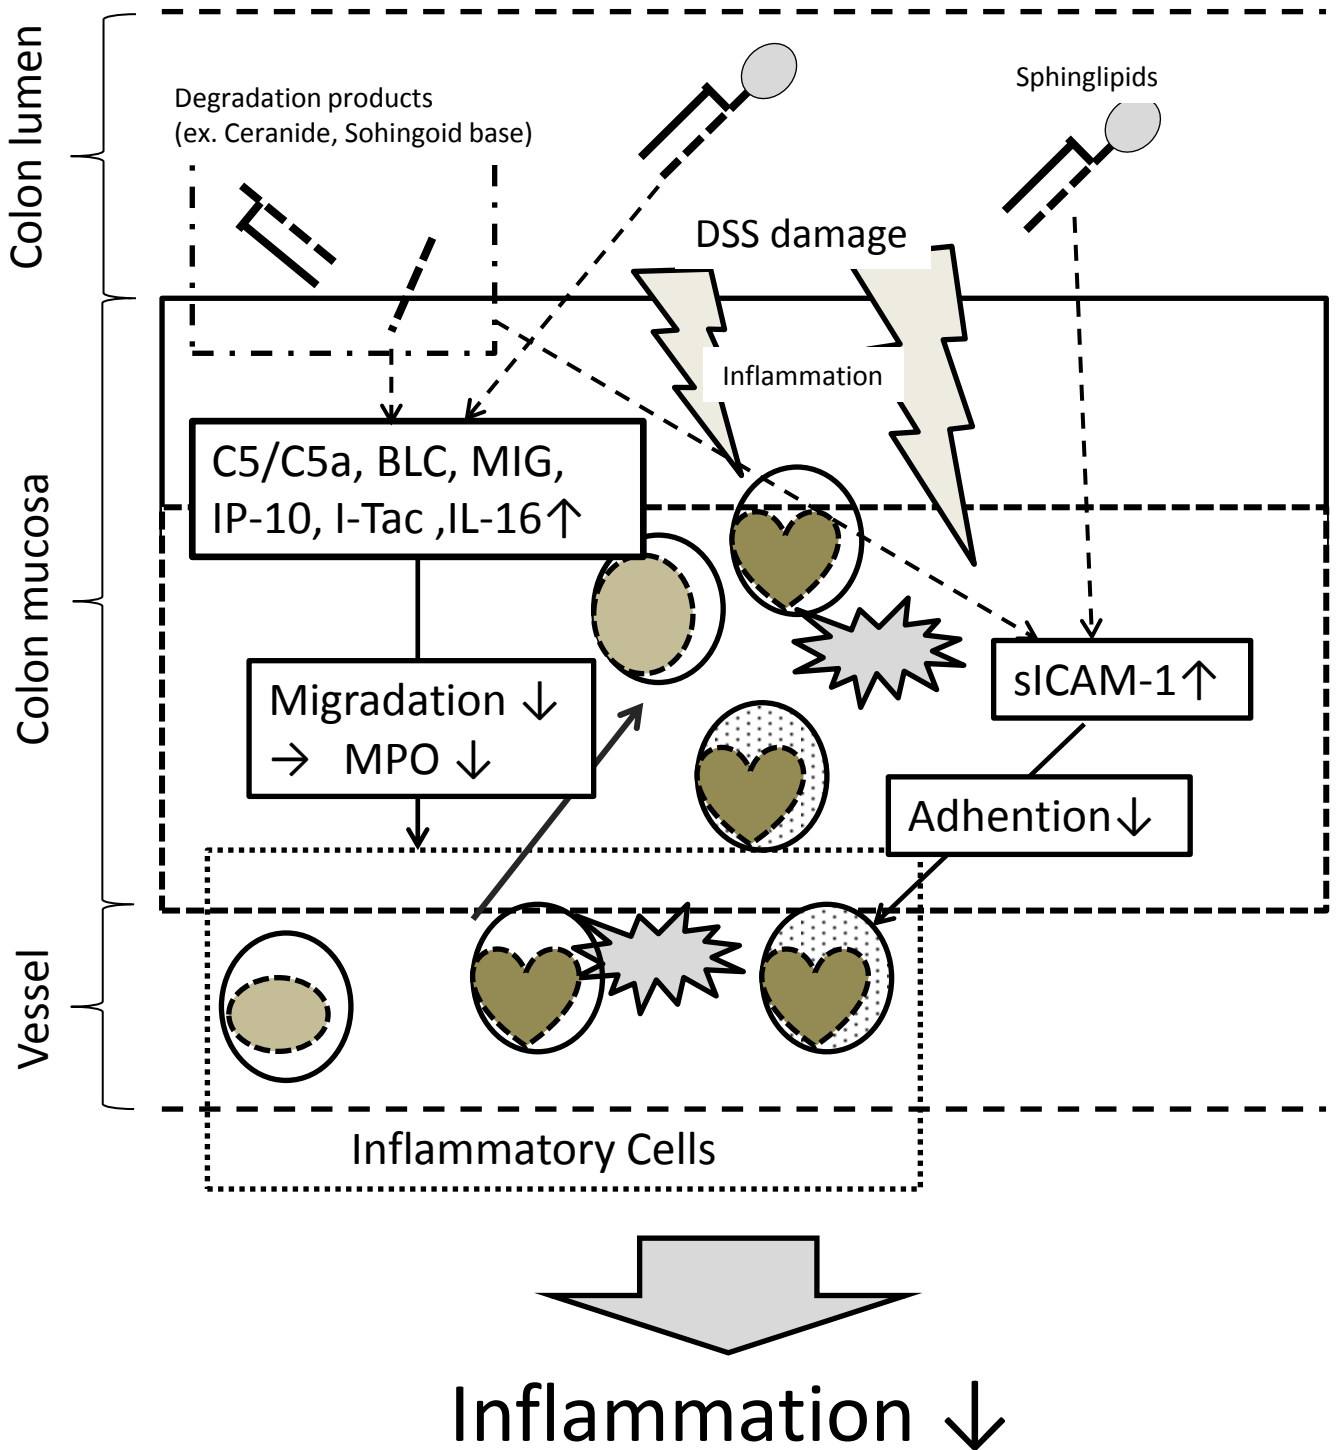 Colon lumen
Degradation products
(ex. Ceranide, Sohingoid base)
Sphinglipids
DSS damage
Inflammation
Colon mucosa
C5/C5a, BLC, MIG,
IP-10, I-Tac ,IL-16↑
Migradation ↓
→ MPO ↓
sICAM-1↑
Adhention↓
Vessel
Inflammatory Cells
Inflammation ↓